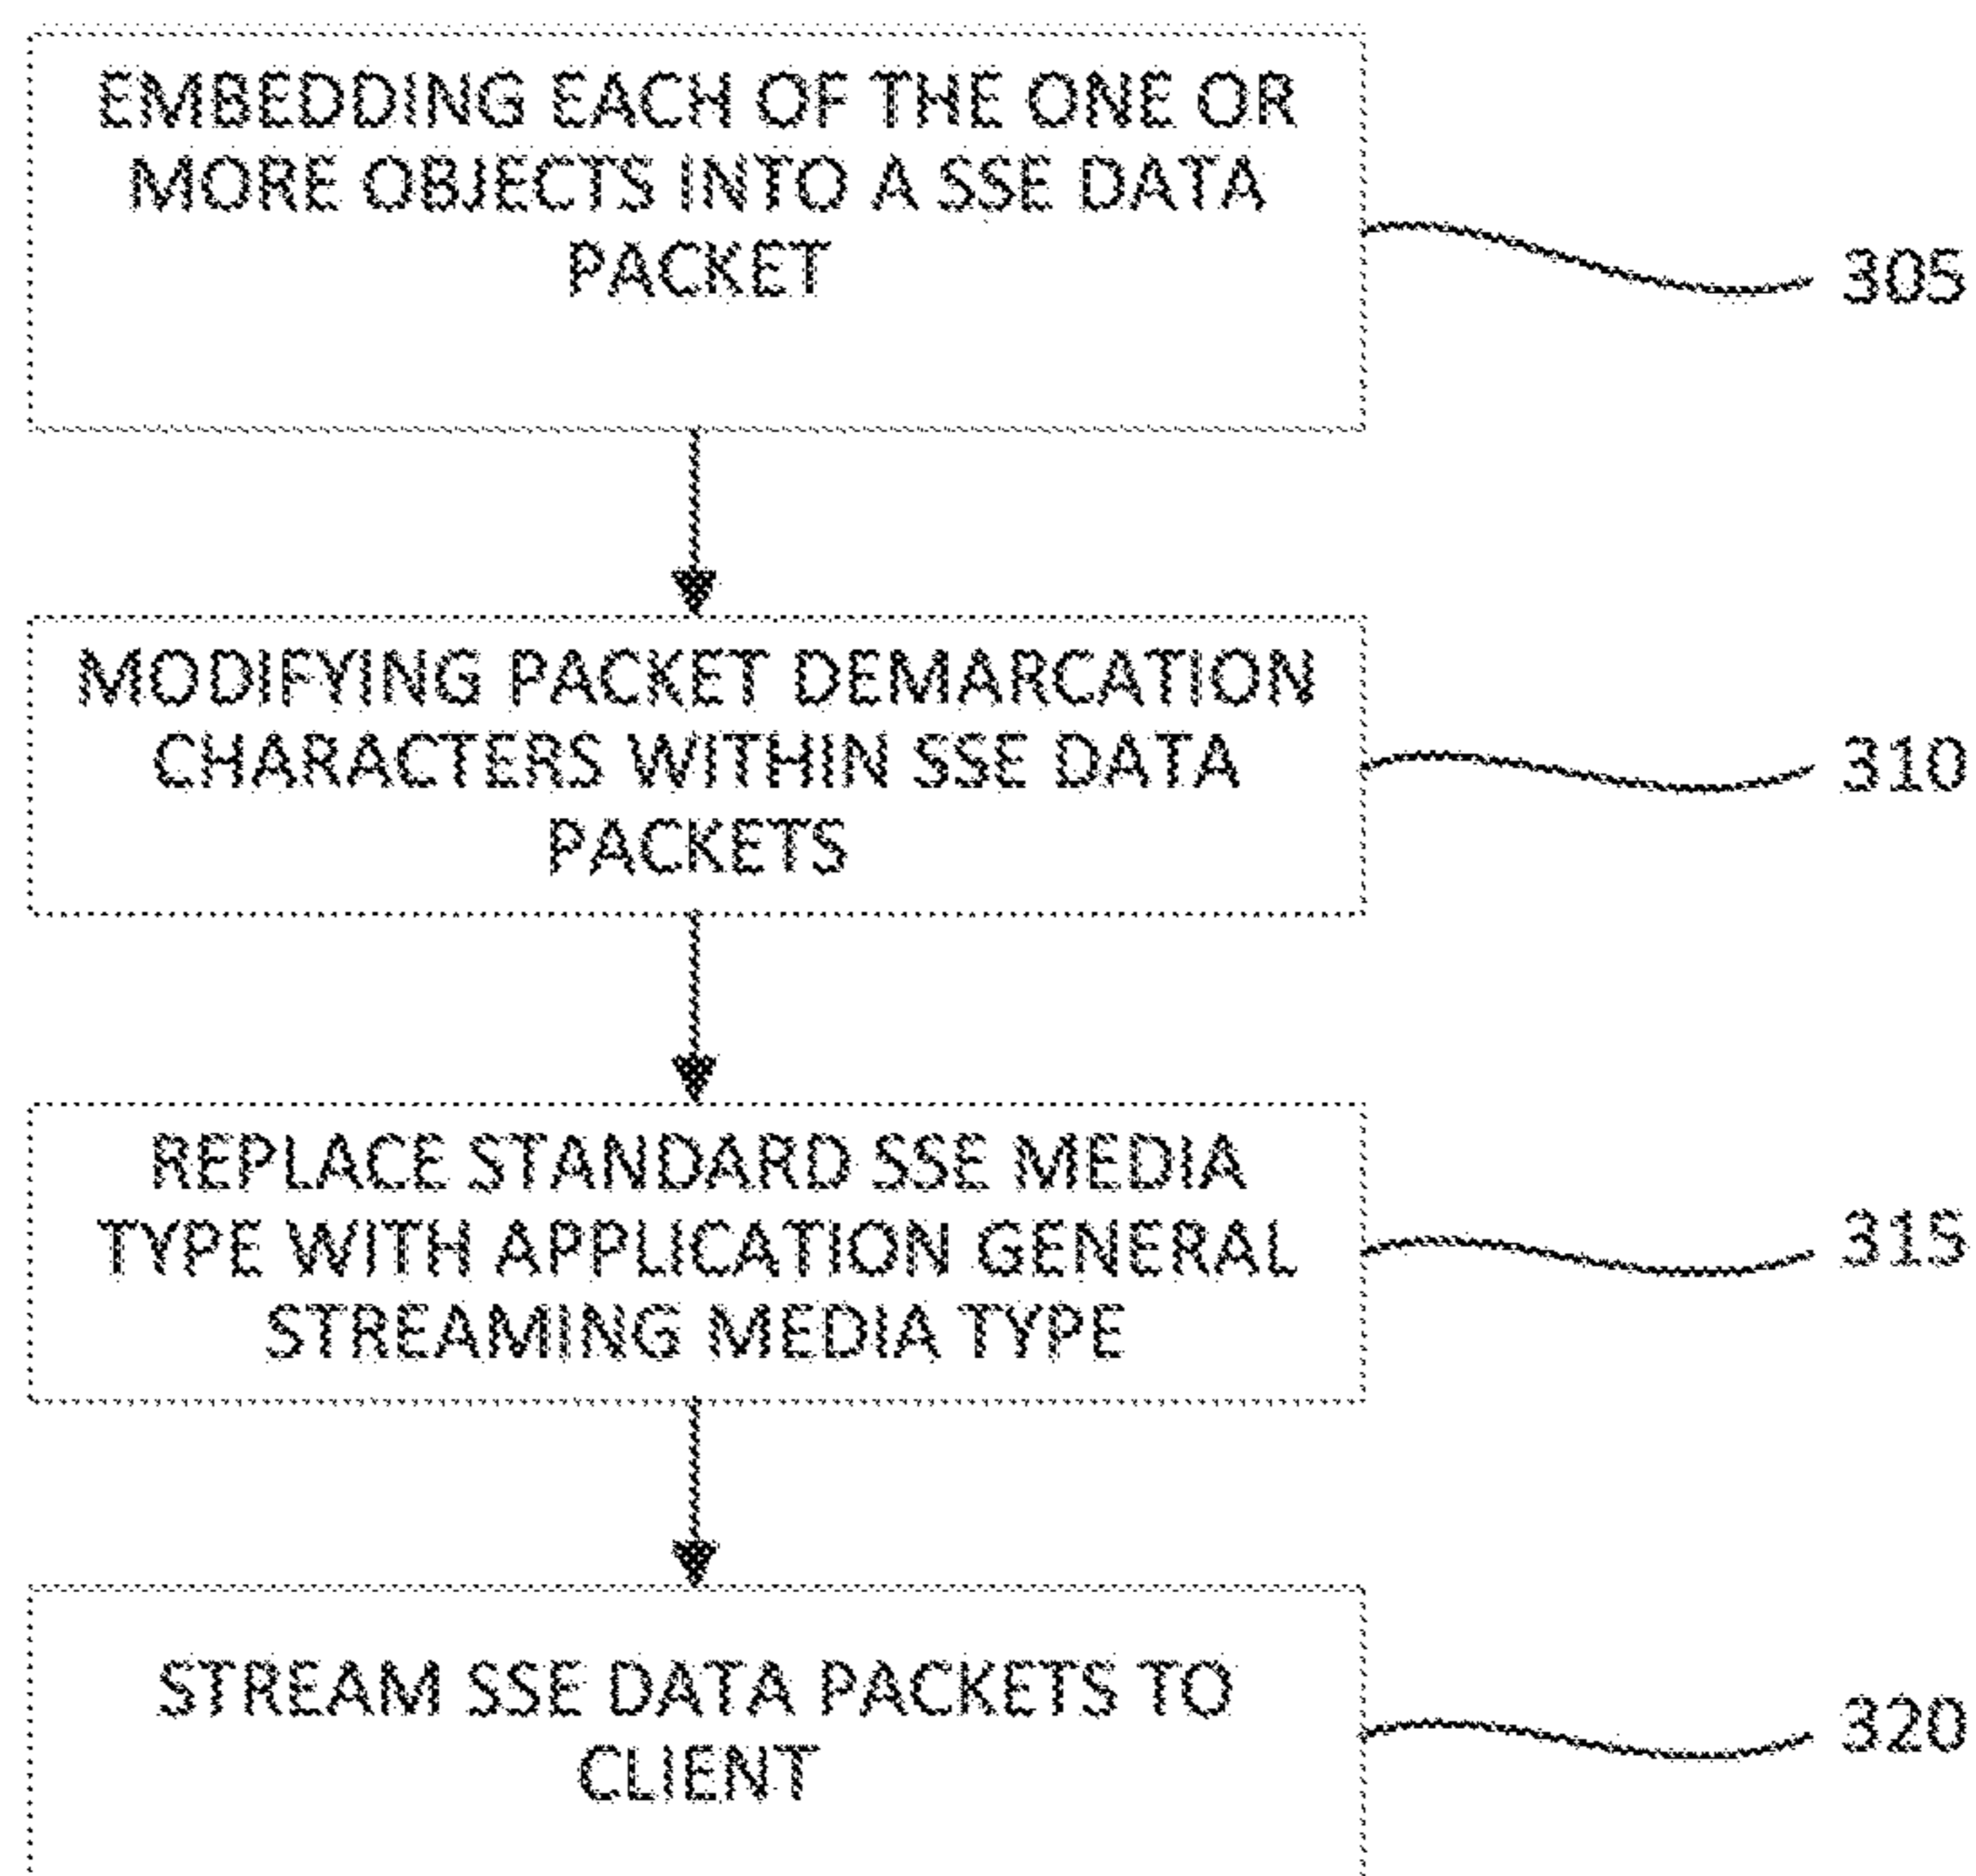 EMBEDDING EACH OF THE ONE OR
MORE OBJECTS INTO A SSE DATA
PACKET
305
MODIFYING PACKET DEMARCATION
CHARACTERS WITHIN SSE DATA
PACKETS
310
REPLACE STANDARD SSE MEDIA
TYPE WITH APPLICATION GENERAL
STREAMING MEDIA TYPE
315
STREAM SSE DATA PACKETS TO
CLIENT
320